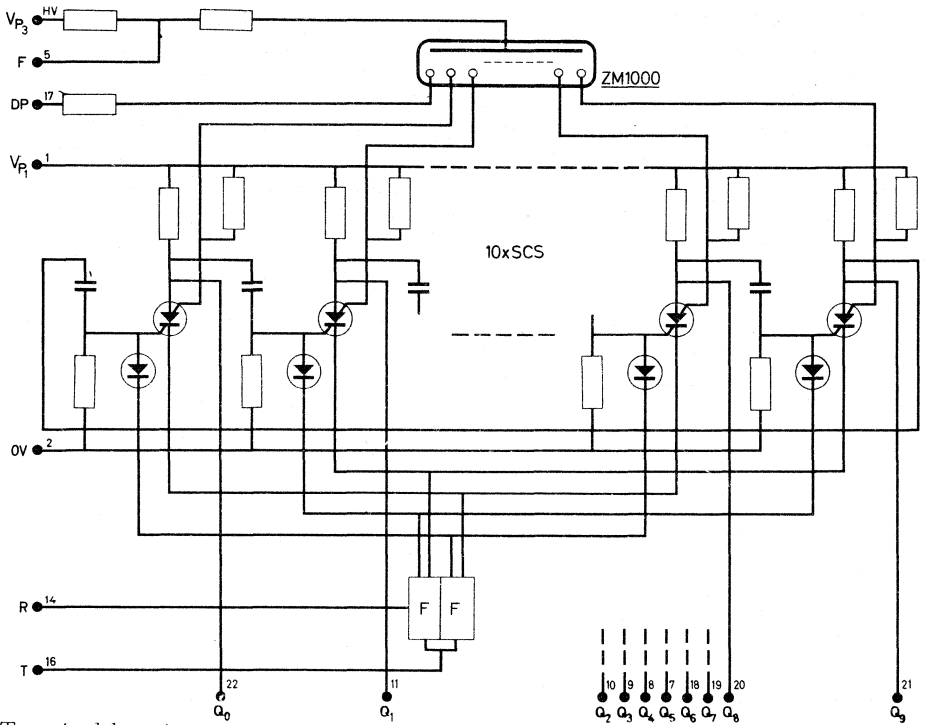 V_P3 HV
F 5
ZM1000
DP 17
V_P1 1
10xSCS
0V 2
R 14
F F
T 16
22 11 10 9 8 7 6 18 19 20 21
Q0 Q1 Q2 Q3 Q4 Q5 Q6 Q7 Q8 Q9